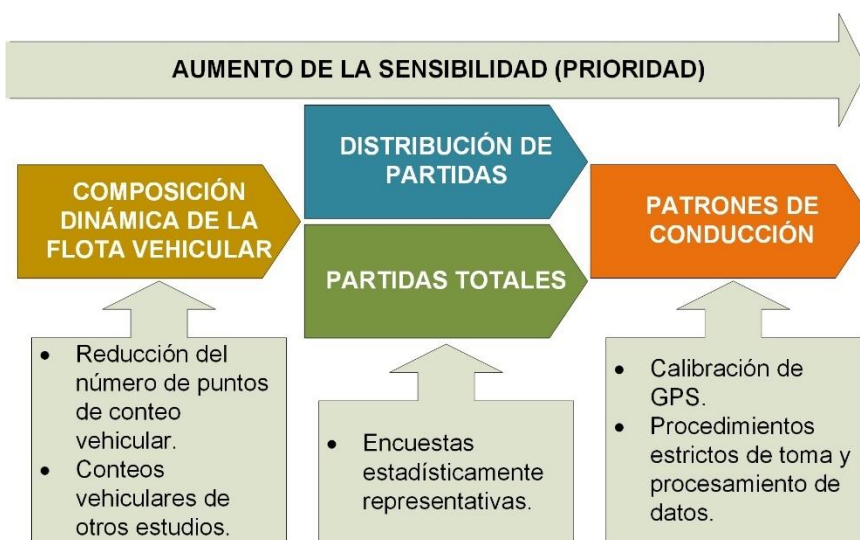 AUMENTO DE LA SENSIBILIDAD (PRIORIDAD)
COMPOSICIÓN
DINÁMICA DE LA
FLOTA VEHICULAR
DISTRIBUCIÓN DE
PARTIDAS
PARTIDAS TOTALES
PATRONES DE
CONDUCCIÓN
• Reducción del
número de puntos
de conteo
vehicular.
• Conteos
vehiculares de
otros estudios.
• Encuestas
estadísticamente
representativas.
• Calibración de
GPS.
• Procedimientos
estrictos de toma y
procesamiento de
datos.